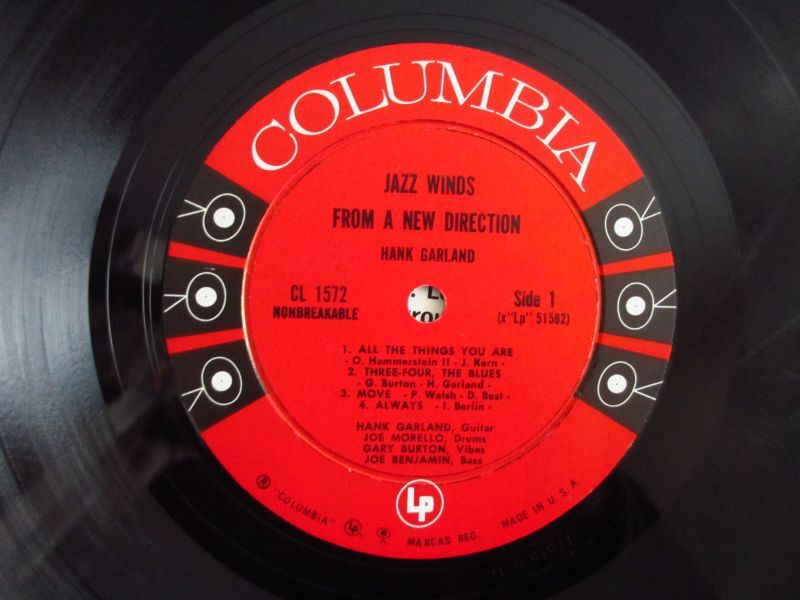 COLUMBIA
JAZZ WINDS
FROM A NEW DIRECTION
HANK GARLAND
CL 1572
NONBREAKABLE
Side 1
(x"Lp" 51582)
1. ALL THE THINGS YOU ARE
- O. Hammerstein II - J. Kern -
2. THREE-FOUR, THE BLUES
- G. Burton - H. Garland -
3. MOVE - P. Walsh - D. Best -
4. ALWAYS - I. Berlin -
HANK GARLAND, Guitar
JOE MORELLO, Drums
GARY BURTON, Vibes
JOE BENJAMIN, Bass
LP
® "COLUMBIA" LP MARCAS REG. MADE IN U. S. A.